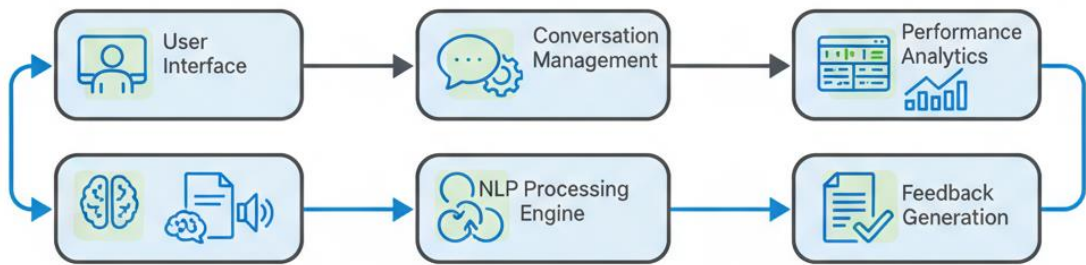 User
Interface
Conversation
Management
Performance
Analytics
NLP Processing
Engine
Feedback
Generation